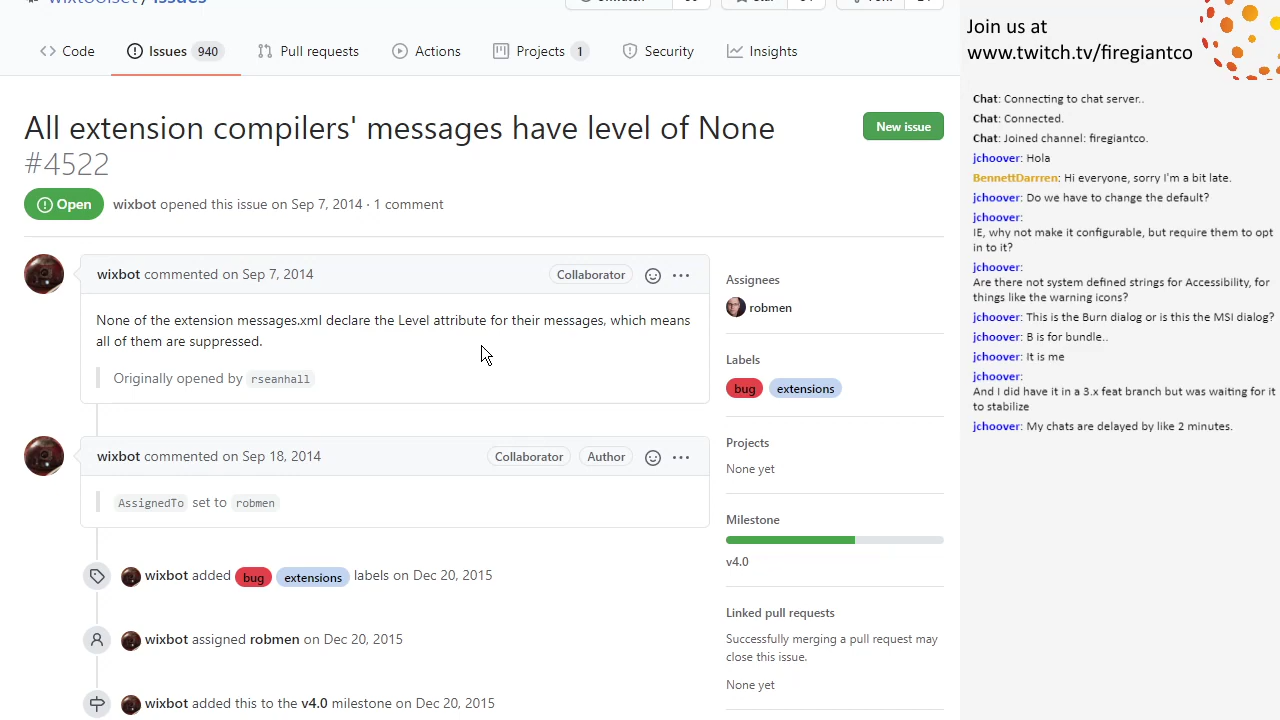 wixtoolset / issues
Code
Issues 940
Pull requests
Actions
Projects 1
Security
Insights
All extension compilers' messages have level of None
#4522
New issue
Open wixbot opened this issue on Sep 7, 2014 · 1 comment
wixbot commented on Sep 7, 2014
Collaborator
None of the extension messages.xml declare the Level attribute for their messages, which means
all of them are suppressed.
Originally opened by rseanhall
wixbot commented on Sep 18, 2014
Collaborator
Author
AssignedTo set to robmen
wixbot added bug extensions labels on Dec 20, 2015
wixbot assigned robmen on Dec 20, 2015
wixbot added this to the v4.0 milestone on Dec 20, 2015
Assignees
robmen
Labels
bug extensions
Projects
None yet
Milestone
v4.0
Linked pull requests
Successfully merging a pull request may
close this issue.
None yet
Join us at
www.twitch.tv/firegiantco
Chat: Connecting to chat server..
Chat: Connected.
Chat: Joined channel: firegiantco.
jchoover: Hola
BennettDarrren: Hi everyone, sorry I'm a bit late.
jchoover: Do we have to change the default?
jchoover:
IE, why not make it configurable, but require them to opt
in to it?
jchoover:
Are there not system defined strings for Accessibility, for
things like the warning icons?
jchoover: This is the Burn dialog or is this the MSI dialog?
jchoover: B is for bundle..
jchoover: It is me
jchoover:
And I did have it in a 3.x feat branch but was waiting for it
to stabilize
jchoover: My chats are delayed by like 2 minutes.